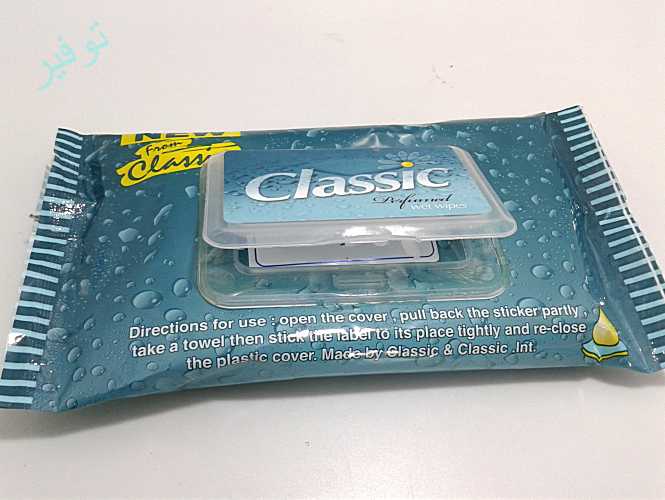 توفير
NEW
From
Classic
Classic
Perfumed
wet wipes
Directions for use : open the cover , pull back the sticker partly ,
take a towel then stick the label to its place tightly and re-close
the plastic cover. Made by Classic & Classic .Int.